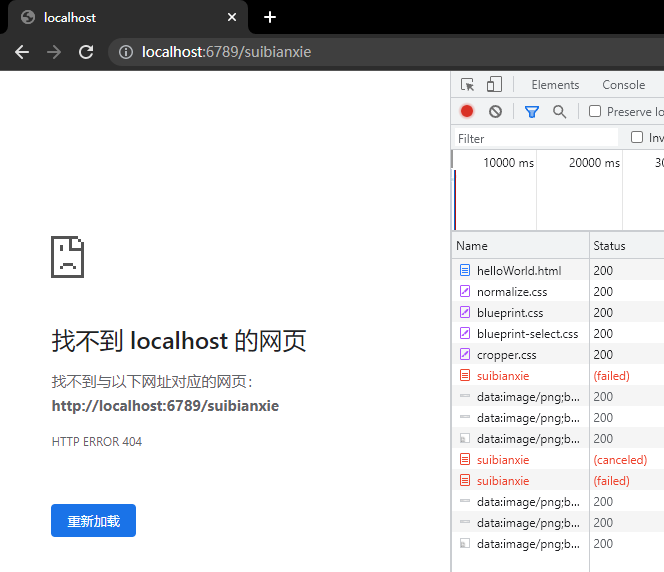 localhost
localhost:6789/suibianxie
Elements Console
Preserve lo
Filter
Inv
10000 ms 20000 ms 30
Name Status
helloWorld.html 200
normalize.css 200
blueprint.css 200
blueprint-select.css 200
cropper.css 200
suibianxie (failed)
data:image/png;b... 200
data:image/png;b... 200
data:image/png;b... 200
suibianxie (canceled)
suibianxie (failed)
data:image/png;b... 200
data:image/png;b... 200
data:image/png;b... 200
找不到 localhost 的网页
找不到与以下网址对应的网页：
http://localhost:6789/suibianxie
HTTP ERROR 404
重新加载